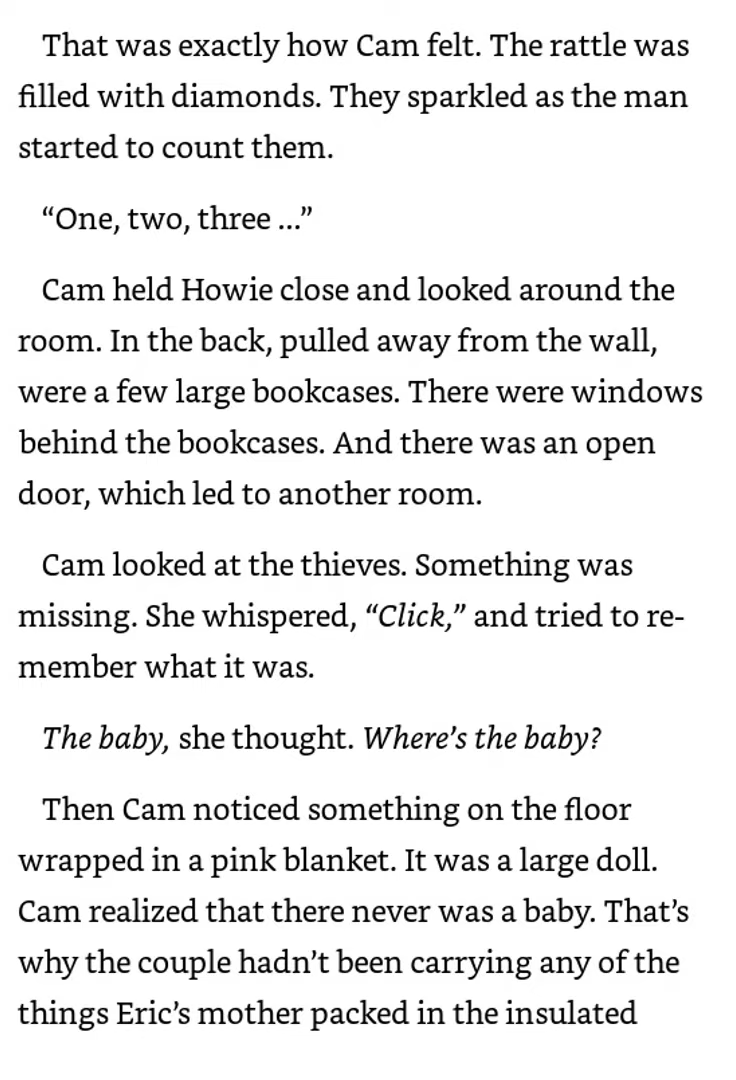 That was exactly how Cam felt. The rattle was
filled with diamonds. They sparkled as the man
started to count them.
“One, two, three ...”
Cam held Howie close and looked around the
room. In the back, pulled away from the wall,
were a few large bookcases. There were windows
behind the bookcases. And there was an open
door, which led to another room.
Cam looked at the thieves. Something was
missing. She whispered, “Click,” and tried to re-
member what it was.
The baby, she thought. Where’s the baby?
Then Cam noticed something on the floor
wrapped in a pink blanket. It was a large doll.
Cam realized that there never was a baby. That’s
why the couple hadn’t been carrying any of the
things Eric’s mother packed in the insulated